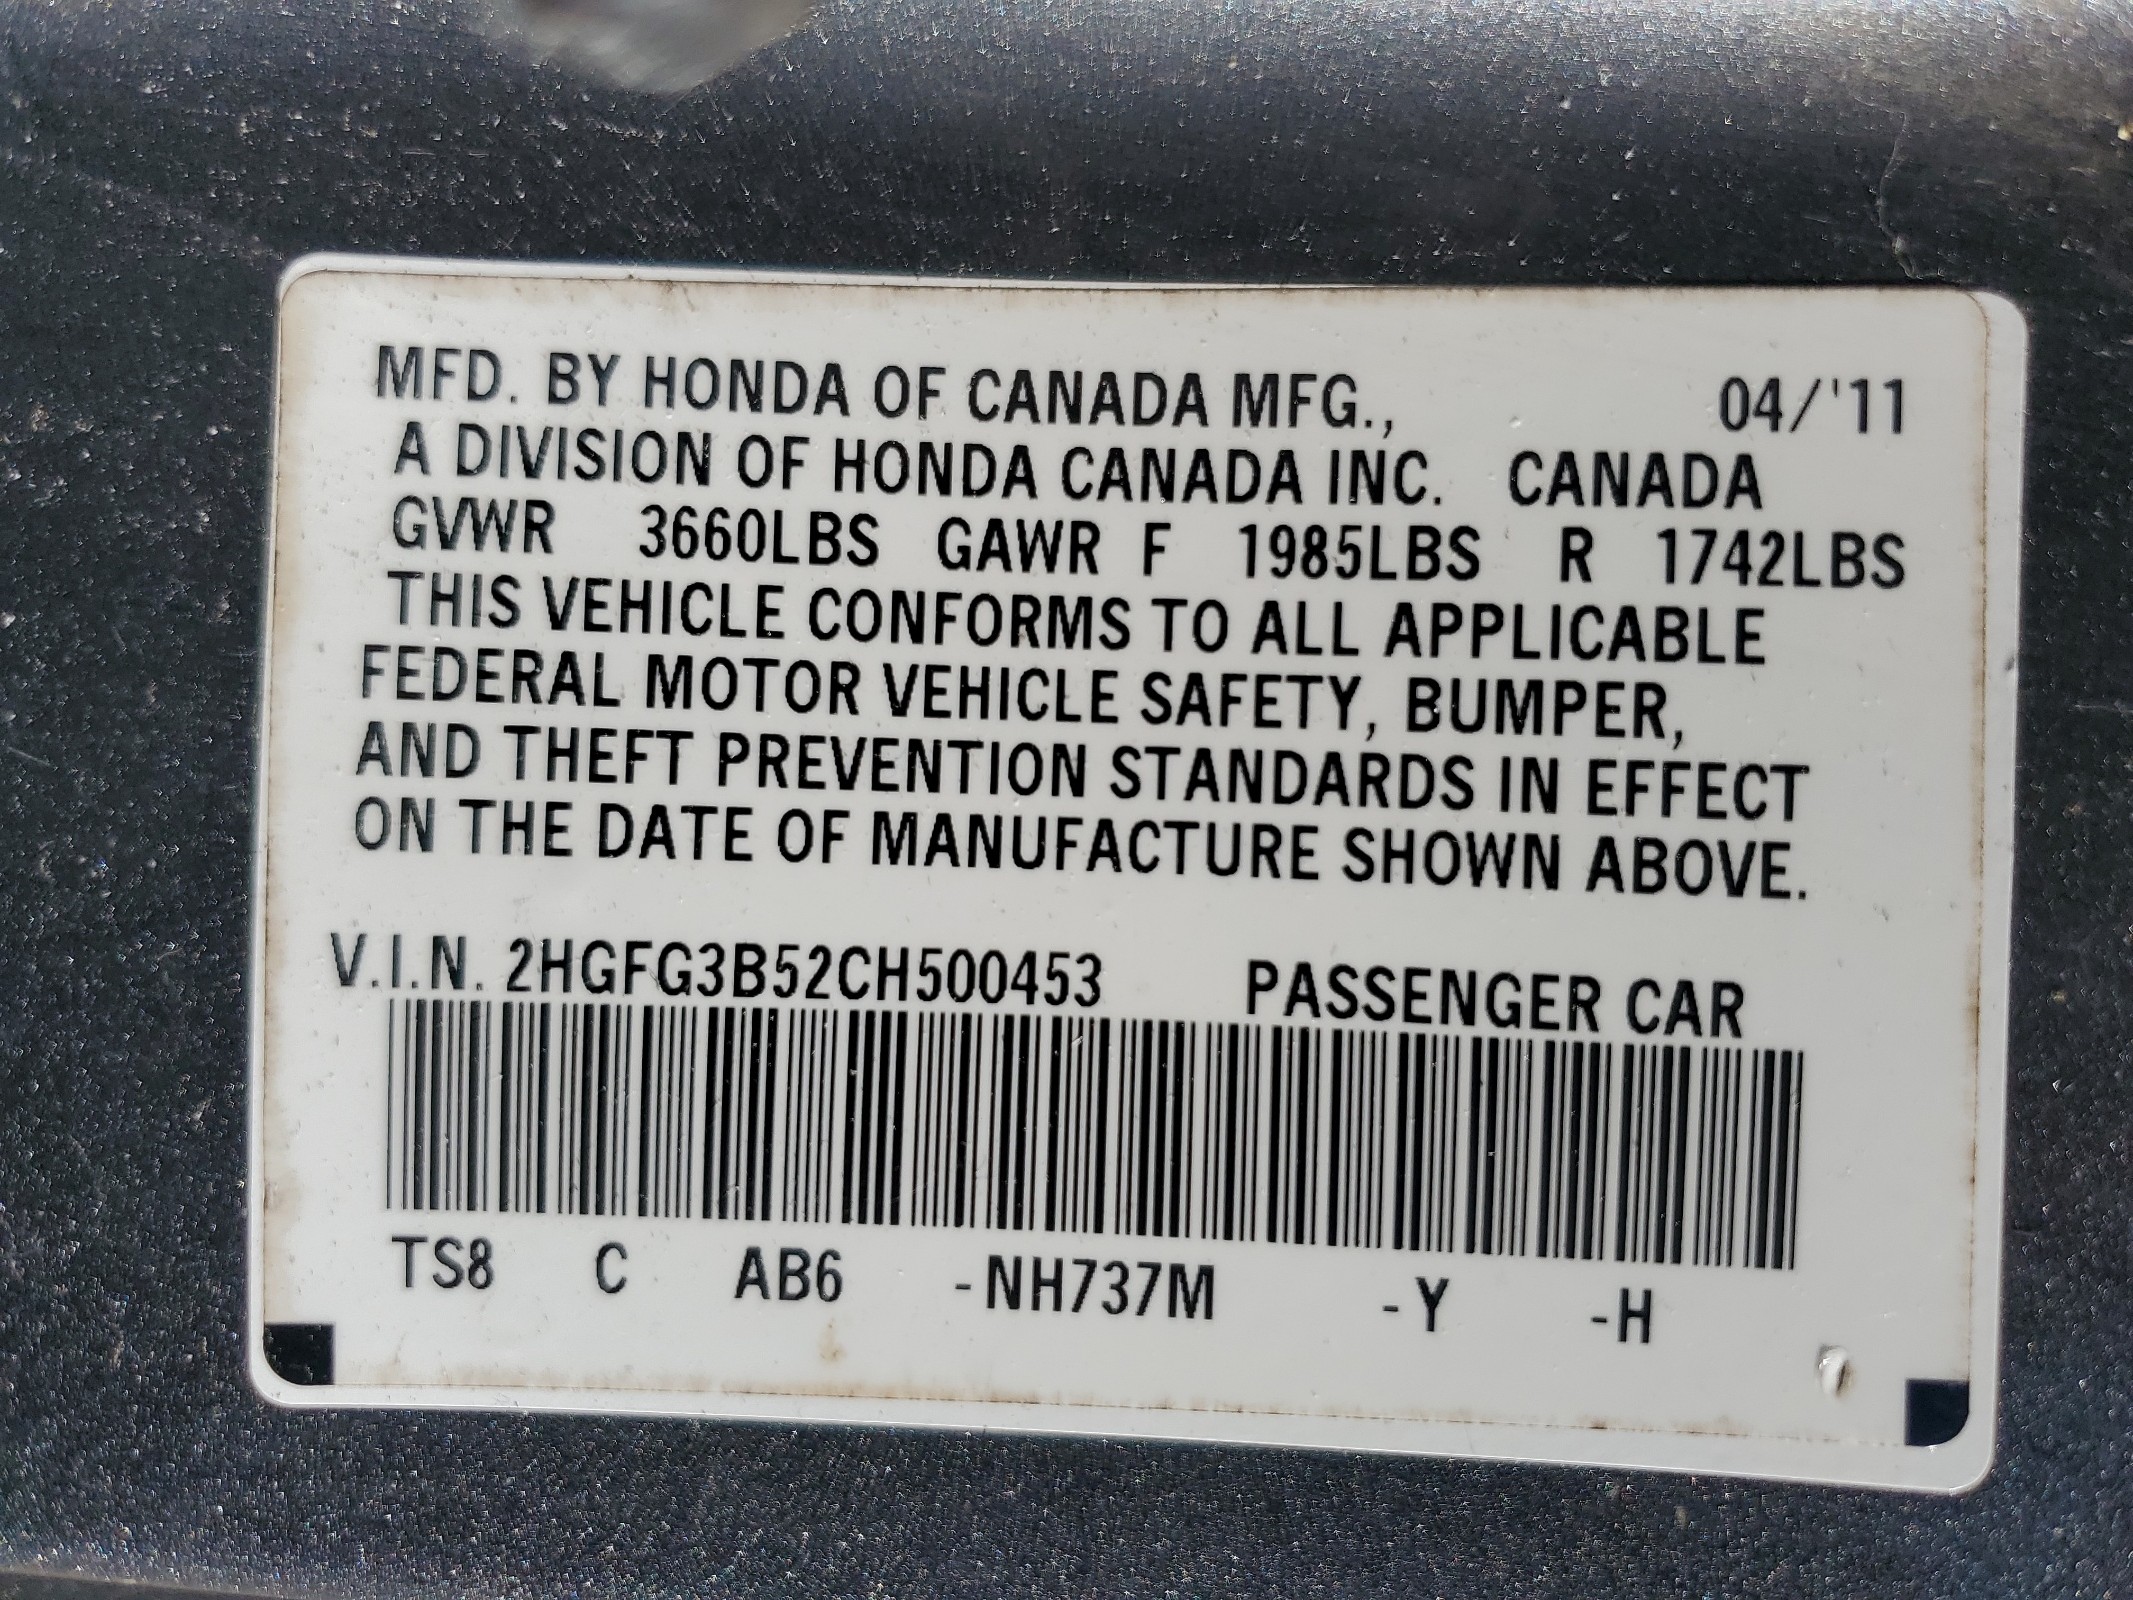 MFD. BY HONDA OF CANADA MFG., 04/'11
A DIVISION OF HONDA CANADA INC. CANADA
GVWR 3660LBS GAWR F 1985LBS R 1742LBS
THIS VEHICLE CONFORMS TO ALL APPLICABLE
FEDERAL MOTOR VEHICLE SAFETY, BUMPER,
AND THEFT PREVENTION STANDARDS IN EFFECT
ON THE DATE OF MANUFACTURE SHOWN ABOVE.
V.I.N. 2HGFG3B52CH500453 PASSENGER CAR
TS8 C AB6 -NH737M -Y -H